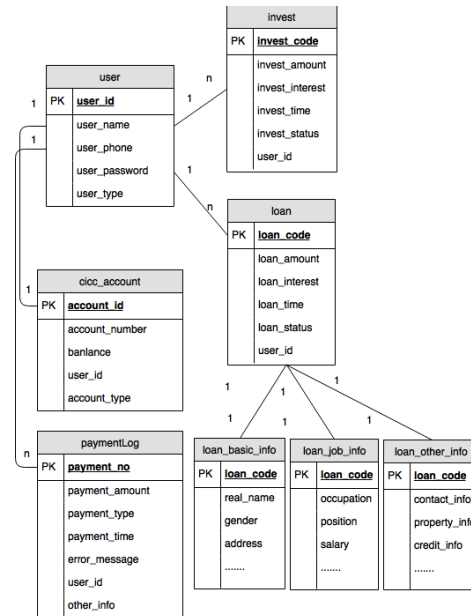 invest
PK invest_code
invest_amount
invest_interest
invest_time
invest_status
user_id
user
PK user_id
user_name
user_phone
user_password
user_type
1
n
1
1
1
n
loan
PK loan_code
loan_amount
loan_interest
loan_time
loan_status
user_id
cicc_account
PK account_id
account_number
banlance
user_id
account_type
1
paymentLog
PK payment_no
payment_amount
payment_type
payment_time
error_message
user_id
other_info
n
1
1
1
1
1
1
loan_basic_info
PK loan_code
real_name
gender
address
.......
loan_job_info
PK loan_code
occupation
position
salary
.......
loan_other_info
PK loan_code
contact_info
property_info
credit_info
.......